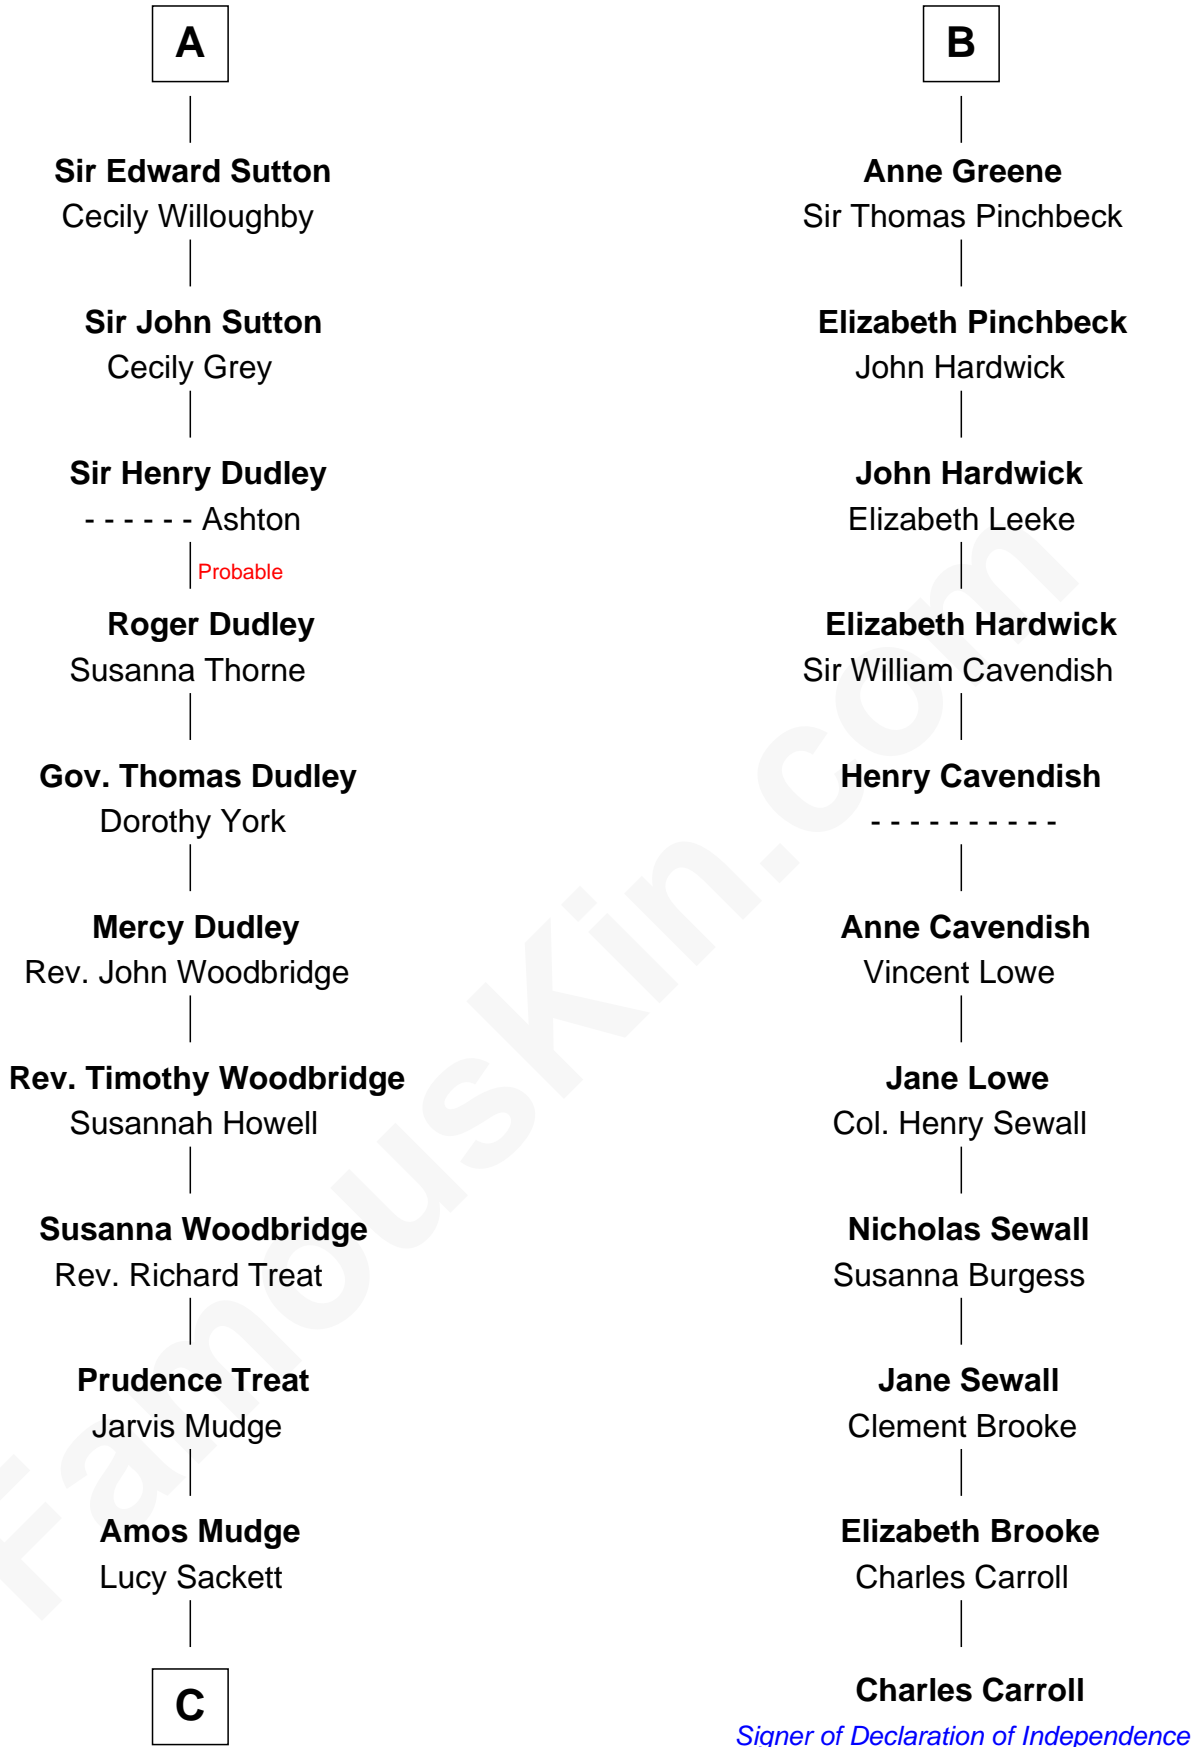 A
Sir Edward Sutton
Cecily Willoughby
Sir John Sutton
Cecily Grey
Sir Henry Dudley
- - - - - - Ashton
Probable
Roger Dudley
Susanna Thorne
Gov. Thomas Dudley
Dorothy York
Mercy Dudley
Rev. John Woodbridge
Rev. Timothy Woodbridge
Susannah Howell
Susanna Woodbridge
Rev. Richard Treat
Prudence Treat
Jarvis Mudge
Amos Mudge
Lucy Sackett
C
B
Anne Greene
Sir Thomas Pinchbeck
Elizabeth Pinchbeck
John Hardwick
John Hardwick
Elizabeth Leeke
Elizabeth Hardwick
Sir William Cavendish
Henry Cavendish
- - - - - - - - - -
Anne Cavendish
Vincent Lowe
Jane Lowe
Col. Henry Sewall
Nicholas Sewall
Susanna Burgess
Jane Sewall
Clement Brooke
Elizabeth Brooke
Charles Carroll
Charles Carroll
Signer of Declaration of Independence
FamousKin.com